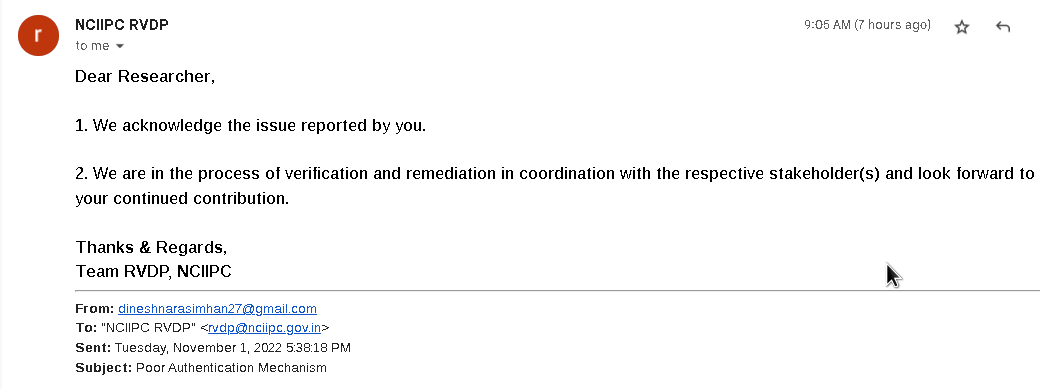 r
NCIIPC RVDP
9:05 AM (7 hours ago)
to me
Dear Researcher,
1. We acknowledge the issue reported by you.
2. We are in the process of verification and remediation in coordination with the respective stakeholder(s) and look forward to
your continued contribution.
Thanks & Regards,
Team RVDP, NCIIPC
From: dineshnarasimhan27@gmail.com
To: "NCIIPC RVDP" <rvdp@nciipc.gov.in>
Sent: Tuesday, November 1, 2022 5:38:18 PM
Subject: Poor Authentication Mechanism